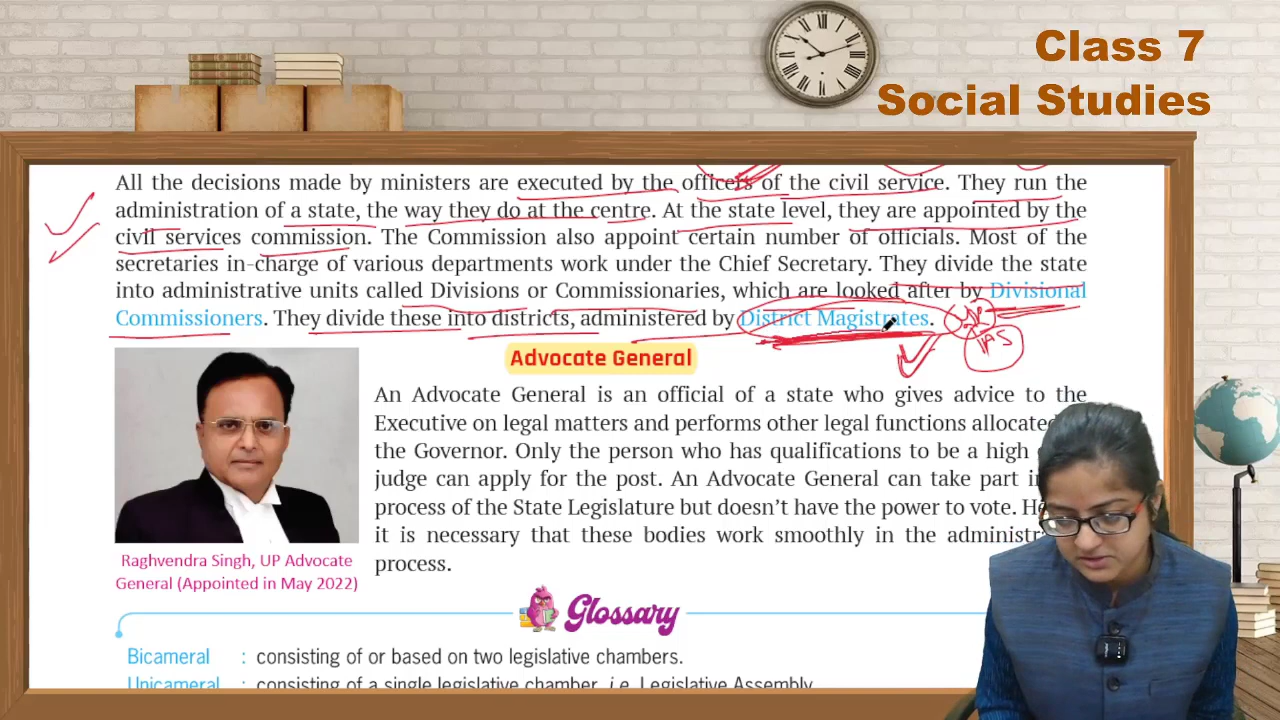 Class 7
Social Studies
All the decisions made by ministers are executed by the officers of the civil service. They run the
administration of a state, the way they do at the centre. At the state level, they are appointed by the
civil services commission. The Commission also appoint certain number of officials. Most of the
secretaries in-charge of various departments work under the Chief Secretary. They divide the state
into administrative units called Divisions or Commissionaries, which are looked after by Divisional
Commissioners. They divide these into districts, administered by District Magistrates.
IAS
Advocate General
An Advocate General is an official of a state who gives advice to the
Executive on legal matters and performs other legal functions allocated
the Governor. Only the person who has qualifications to be a high
judge can apply for the post. An Advocate General can take part
process of the State Legislature but doesn't have the power to vote.
it is necessary that these bodies work smoothly in the
process.
Raghvendra Singh, UP Advocate
General (Appointed in May 2022)
Glossary
Bicameral : consisting of or based on two legislative chambers.
Unicameral : consisting of a single legislative chamber, i.e. Legislative Assembly